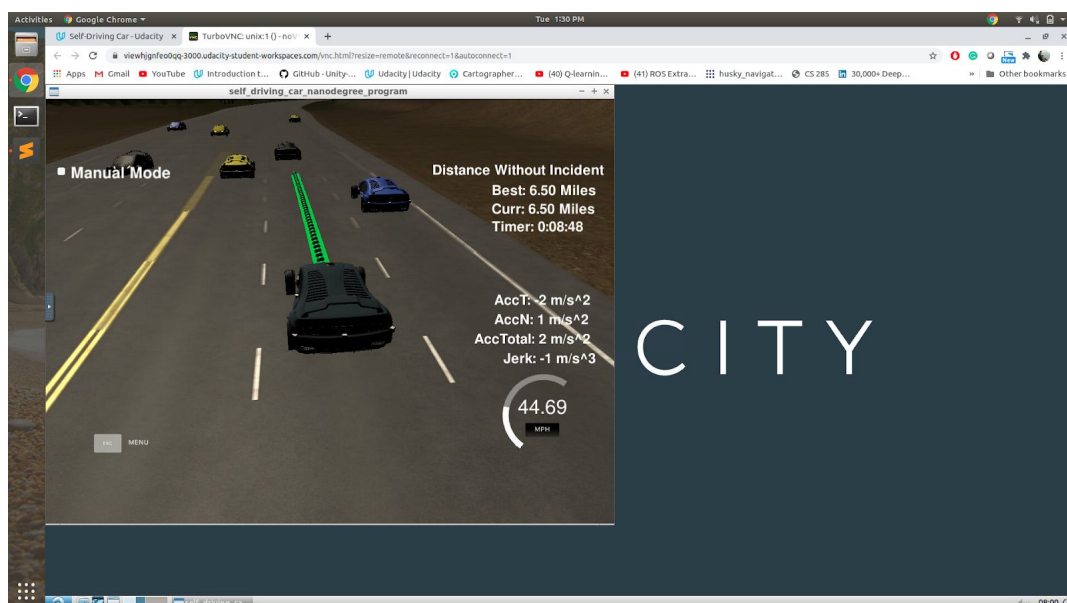 Activities Google Chrome Tue 1:30 PM
Self-Driving Car - Udacity × TurboVNC: unix:1 () - noV × +
viewhjgnfeo0qq-3000.udacity-student-workspaces.com/vnc.html?resize=remote&reconnect=1&autoconnect=1
Apps Gmail YouTube Introduction t... GitHub - Unity-... Udacity | Udacity Cartographer... (40) Q-learnin... (41) ROS Extra... husky_navigat... CS 285 30,000+ Deep... » Other bookmarks
New
self_driving_car_nanodegree_program
Manual Mode
Distance Without Incident
Best: 6.50 Miles
Curr: 6.50 Miles
Timer: 0:08:48
AccT: -2 m/s^2
AccN: 1 m/s^2
AccTotal: 2 m/s^2
Jerk: -1 m/s^3
44.69
MPH
ESC MENU
CITY
08:00